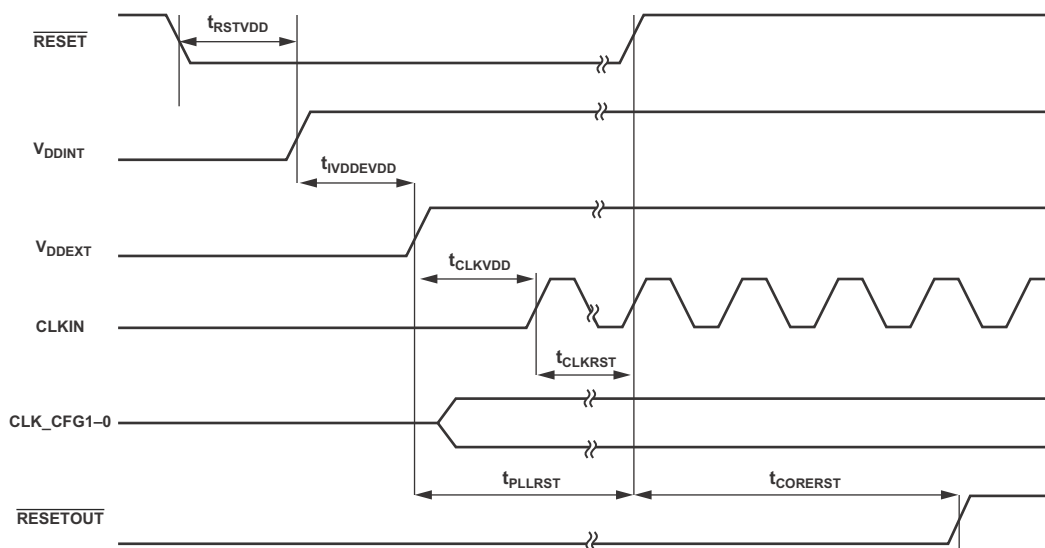 tRSTVDD
RESET
VDDINT
tIVDDEVDD
VDDEXT
tCLKVDD
CLKIN
tCLKRST
CLK_CFG1–0
tPLLRST
tCORERST
RESETOUT